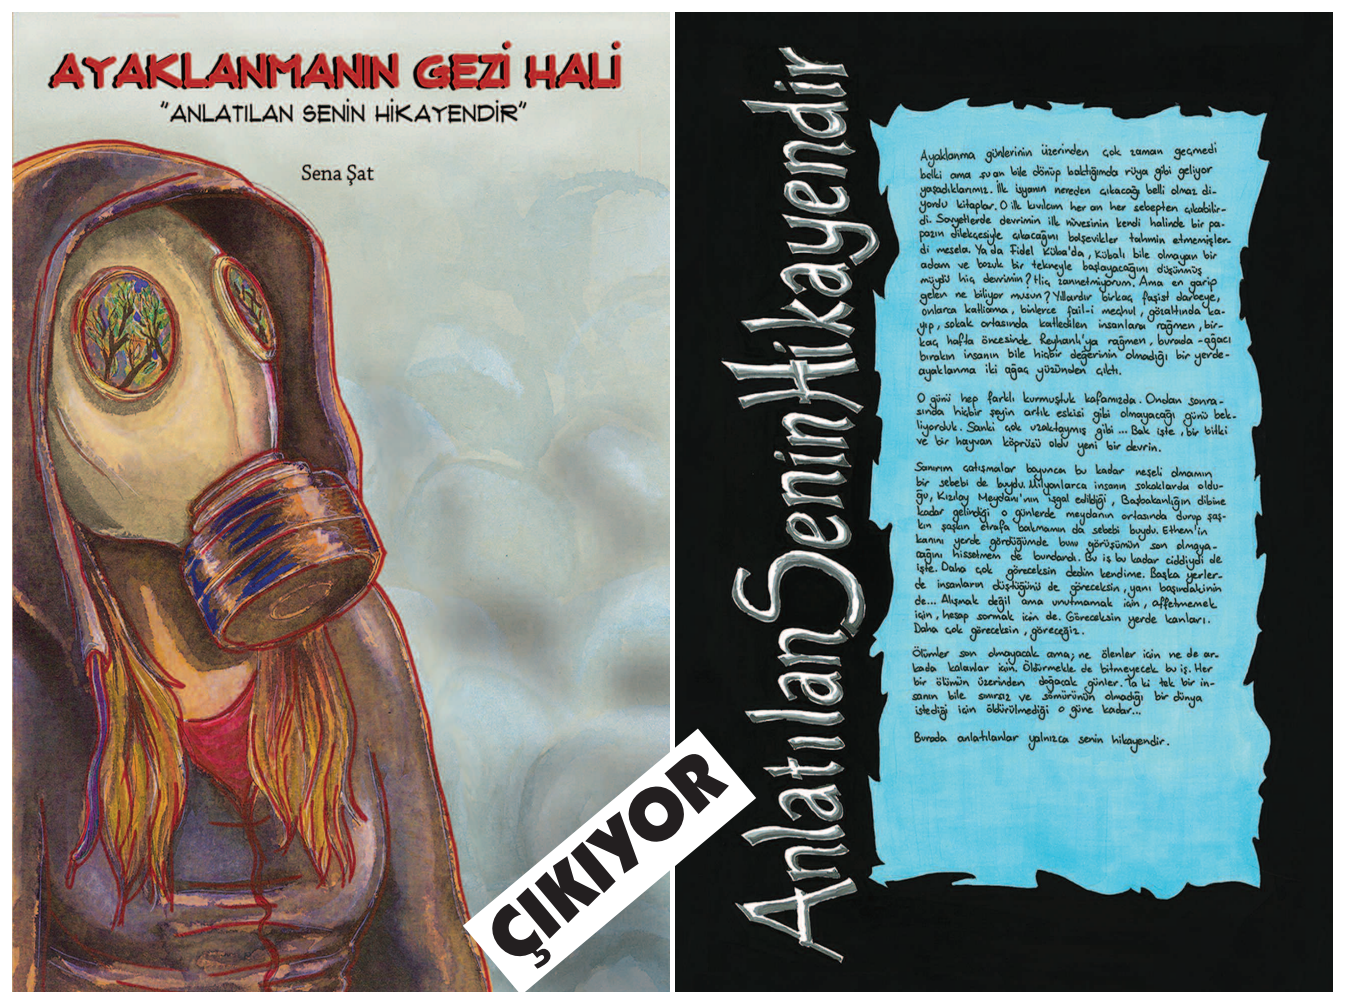 AYAKLANMANIN GEZİ HALİ
"ANLATILAN SENİN HİKAYENDİR"
Sena Şat
ÇIKIYOR
AnlatılanSeninHikayendir
Ayaklanma günlerinin üzerinden çok zaman geçmedi
belki ama şu an bile dönüp baktığımda rüya gibi geliyor
yaşadıklarımız. İlk isyanın nereden çıkacağı belli olmaz di-
yordu kitaplar. O ilk kıvılcım her an her sebepten çıkabilir-
di. Sovyetlerde devrimin ilk nüvesinin kendi halinde bir pa-
pazın dilekçesiyle çıkacağını bolşevikler tahmin etmemişler-
di mesela. Ya da Fidel Küba'da, Kübalı bile olmayan bir
adam ve bozuk bir tekneyle başlayacağını düşünmüş
müydü hiç devrimin? Hiç zannetmiyorum. Ama en garip
gelen ne biliyor musun? Yıllardır birkaç faşist darbeye,
onlarca katliama, binlerce fail-i meçhul, gözaltında ka-
yıp, sokak ortasında katledilen insanlara rağmen, bir-
kaç hafta öncesinde Reyhanlı'ya rağmen, burada -ağacı
bırakın insanın bile hiçbir değerinin olmadığı bir yerde-
ayaklanma iki ağaç yüzünden çıktı.
O günü hep farklı kurmuştuk kafamızda. Ondan sonra-
sında hiçbir şeyin artık eskisi gibi olmayacağı günü bek-
liyorduk. Sanki çok uzaktaymış gibi... Bak işte, bir bitki
ve bir hayvan köprüsü oldu yeni bir devrin.
Sanırım çatışmalar boyunca bu kadar neşeli olmamın
bir sebebi de buydu. Milyonlarca insanın sokaklarda oldu-
ğu, Kızılay Meydanı'nın işgal edildiği, Başbakanlığın dibine
kadar gelindiği o günlerde meydanın ortasında durup şaş-
kın şaşkın etrafa bakmamın da sebebi buydu. Ethem'in
kanını yerde gördüğümde bunu görüşümün son olmaya-
cağını hissetmem de bundandı. Bu iş bu kadar ciddiydi de
işte. Daha çok göreceksin dedim kendime. Başka yerler-
de insanların düştüğünü de göreceksin, yanı başındakinin
de... Alışmak değil ama unutmamak için, affetmemek
için, hesap sormak için de. Göreceksin yerde kanları.
Daha çok göreceksin, göreceğiz.
Ölümler son olmayacak ama; ne ölenler için ne de ar-
kada kalanlar için. Öldürmekle de bitmeyecek bu iş. Her
bir ölümün üzerinden doğacak günler. Ta ki tek bir in-
sanın bile sınırsız ve sömürünün olmadığı bir dünya
istediği için öldürülmediği o güne kadar...
Burada anlatılanlar yalnızca senin hikayendir.